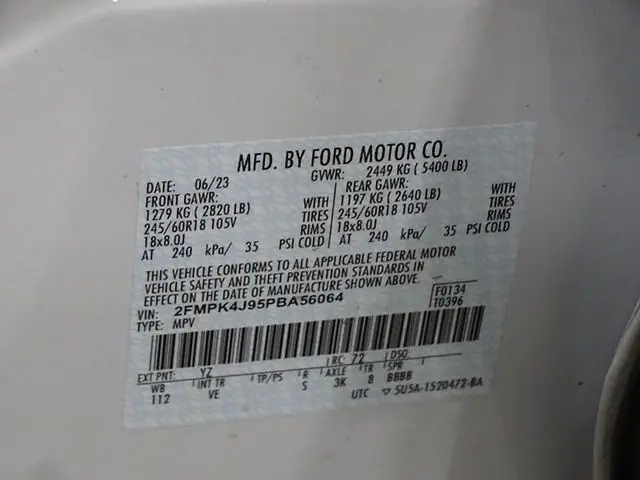 MFD. BY FORD MOTOR CO.
DATE: 06/23 GVWR: 2449 KG ( 5400 LB)
FRONT GAWR: REAR GAWR:
1279 KG ( 2820 LB) WITH 1197 KG ( 2640 LB) WITH
245/60R18 105V TIRES 245/60R18 105V TIRES
18x8.0J RIMS 18x8.0J RIMS
AT 240 kPa/ 35 PSI COLD AT 240 kPa/ 35 PSI COLD
THIS VEHICLE CONFORMS TO ALL APPLICABLE FEDERAL MOTOR
VEHICLE SAFETY AND THEFT PREVENTION STANDARDS IN
EFFECT ON THE DATE OF MANUFACTURE SHOWN ABOVE.
VIN: 2FMPK4J95PBA56064 F0134
TYPE: MPV T0396
EXT PNT: YZ RC: 72 DSO:
WB INT TR TP/PS R AXLE TR SPR
112 VE S 3K 8 BBBB
UTC ▽ 5U5A-1520472-BA